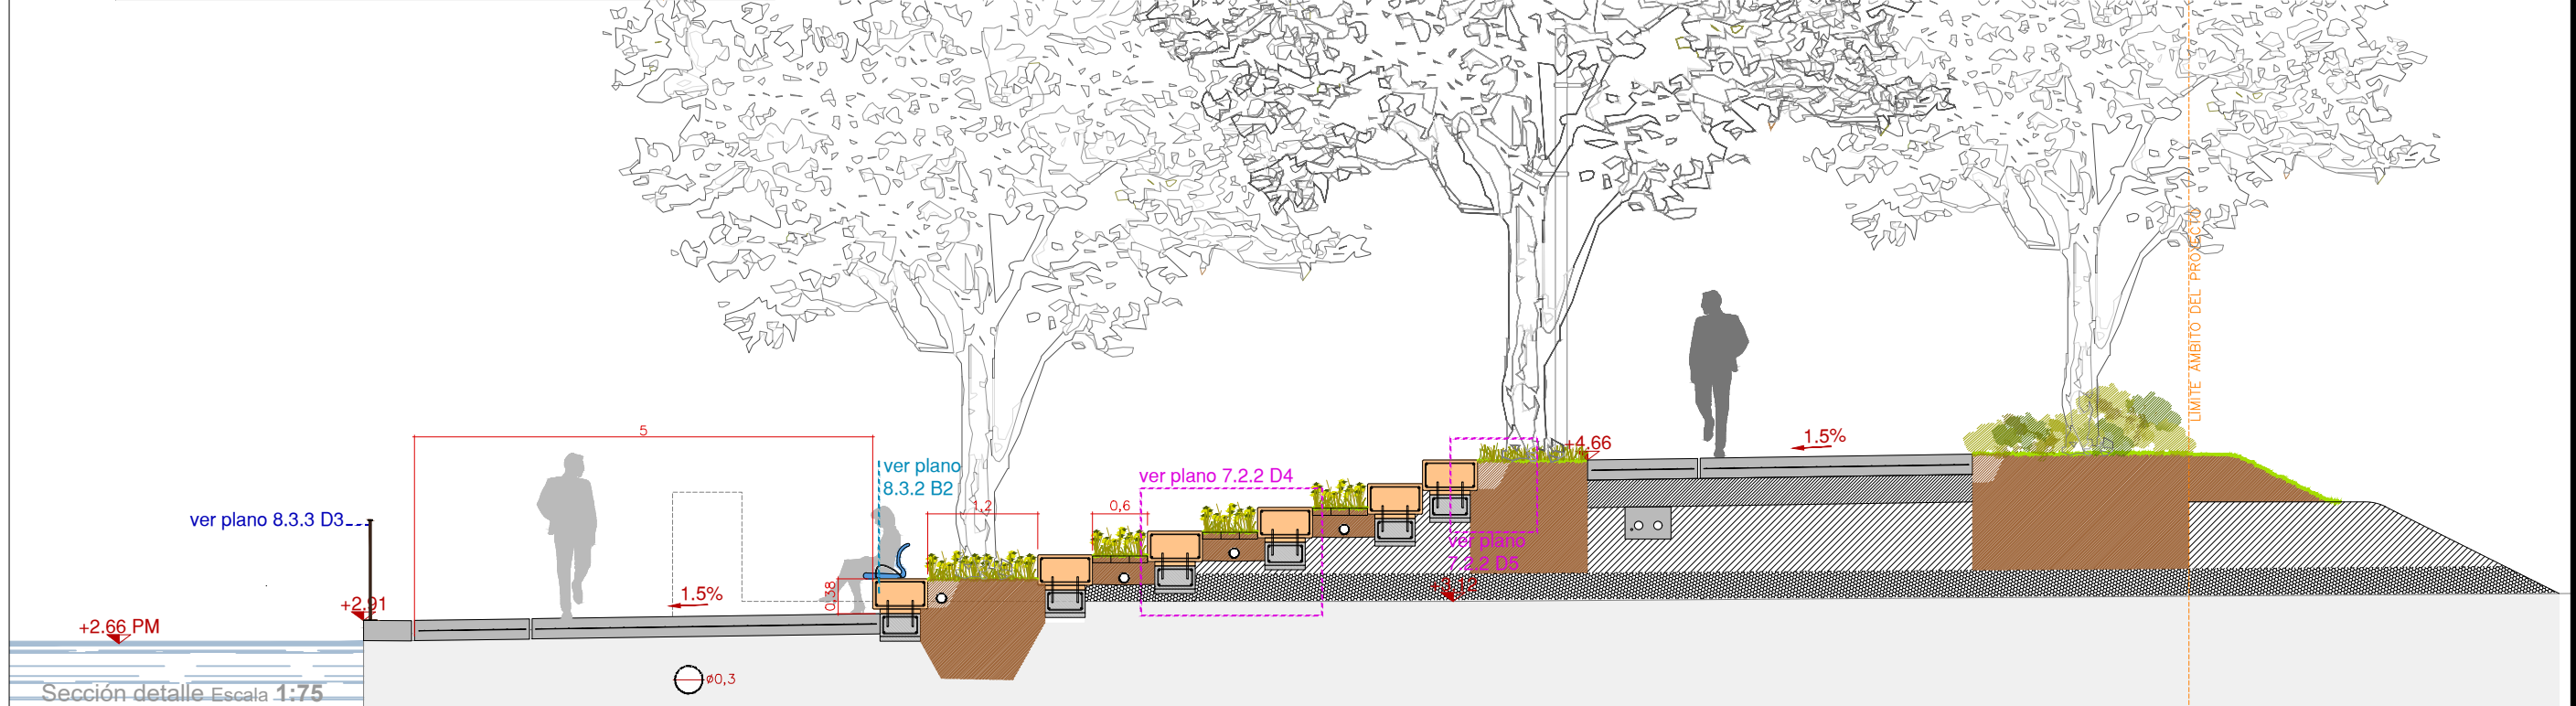 LIMITE AMBITO DEL PROYECTO
5
ver plano
8.3.2 B2
ver plano 8.3.3 D3
1,2
0,6
ver plano 7.2.2 D4
+4.66
1.5%
ver plano
7.2.2 D5
+3.12
0,38
1.5%
+2.91
+2.66 PM
ø0,3
Sección detalle Escala 1:75